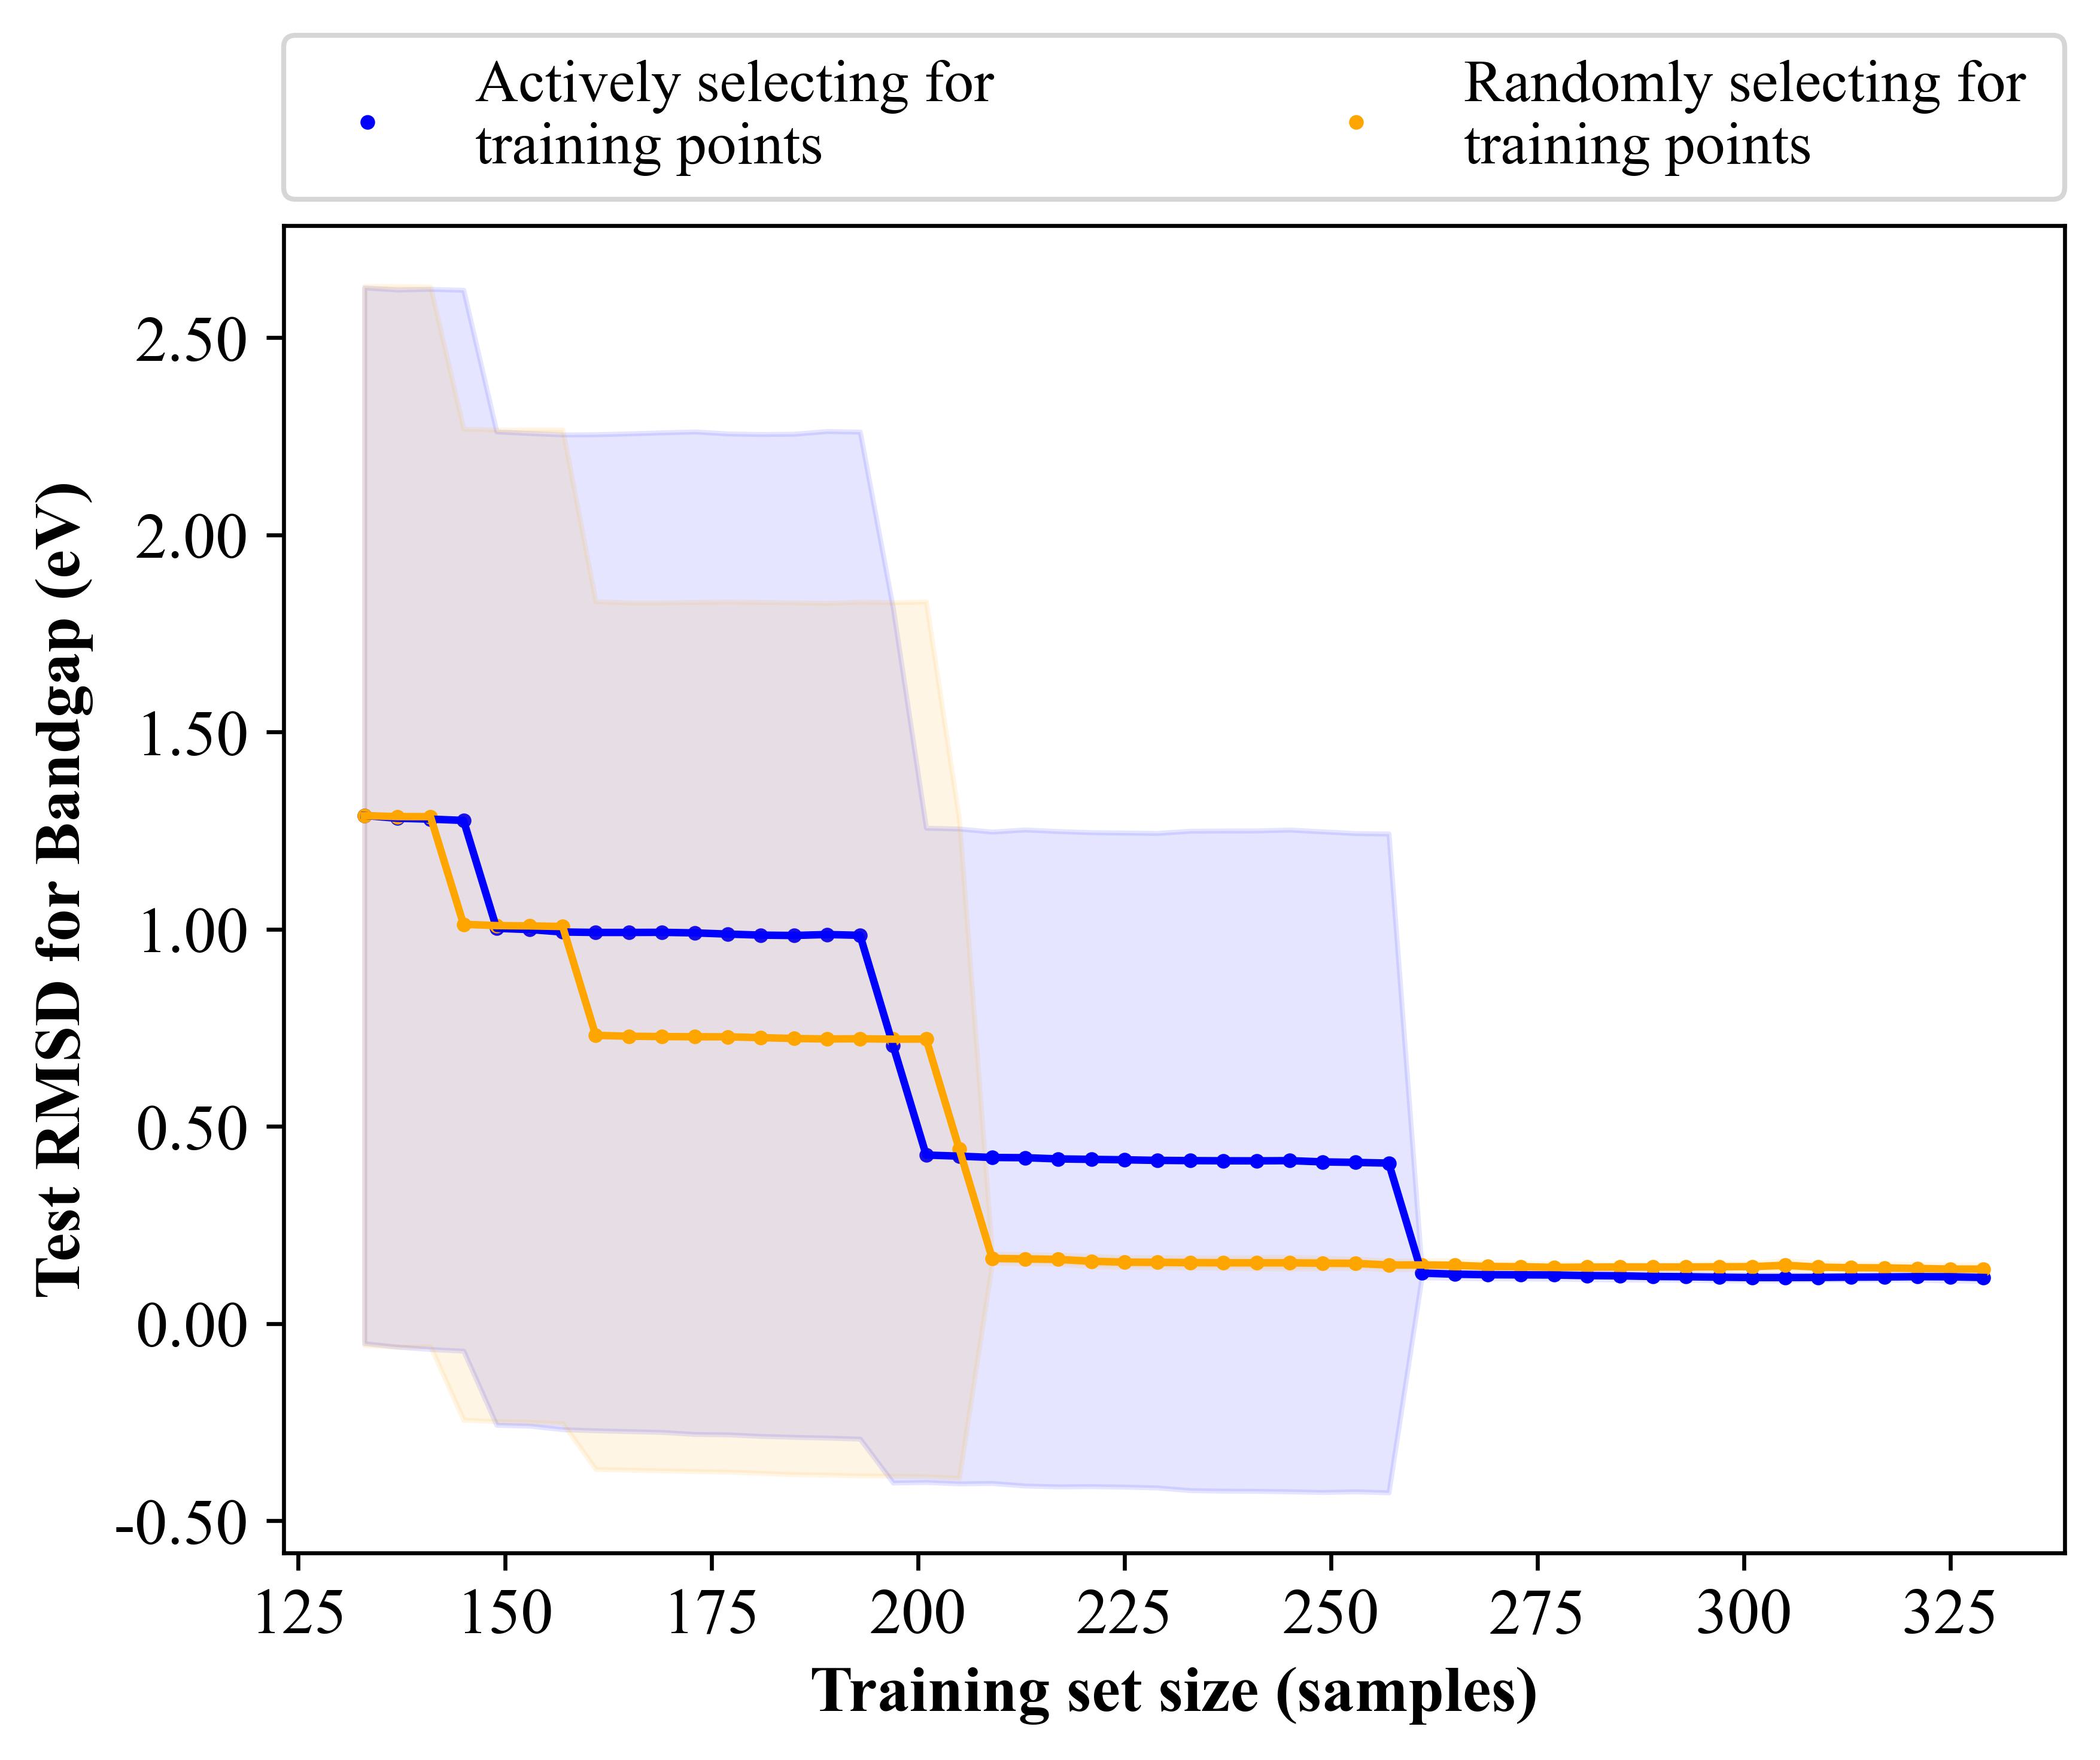 Actively selecting for
training points
Randomly selecting for
training points
Test RMSD for Bandgap (eV)
2.50
2.00
1.50
1.00
0.50
0.00
-0.50
125 150 175 200 225 250 275 300 325
Training set size (samples)